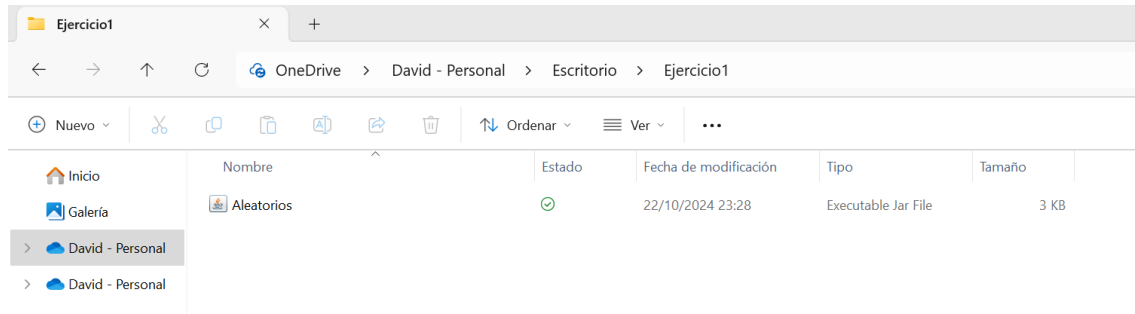 Ejercicio1
OneDrive > David - Personal > Escritorio > Ejercicio1
Nuevo Ordenar Ver
Nombre Estado Fecha de modificación Tipo Tamaño
Inicio
Aleatorios 22/10/2024 23:28 Executable Jar File 3 KB
Galería
David - Personal
David - Personal